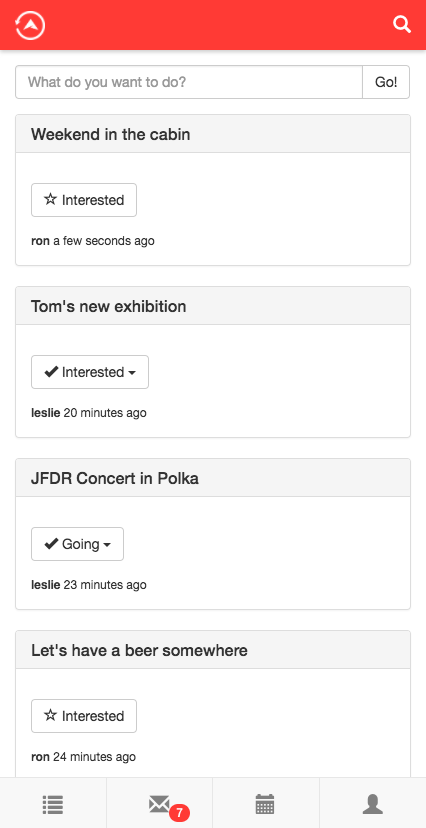 What do you want to do?
Go!
Weekend in the cabin
Interested
ron a few seconds ago
Tom's new exhibition
Interested
leslie 20 minutes ago
JFDR Concert in Polka
Going
leslie 23 minutes ago
Let's have a beer somewhere
Interested
ron 24 minutes ago
7